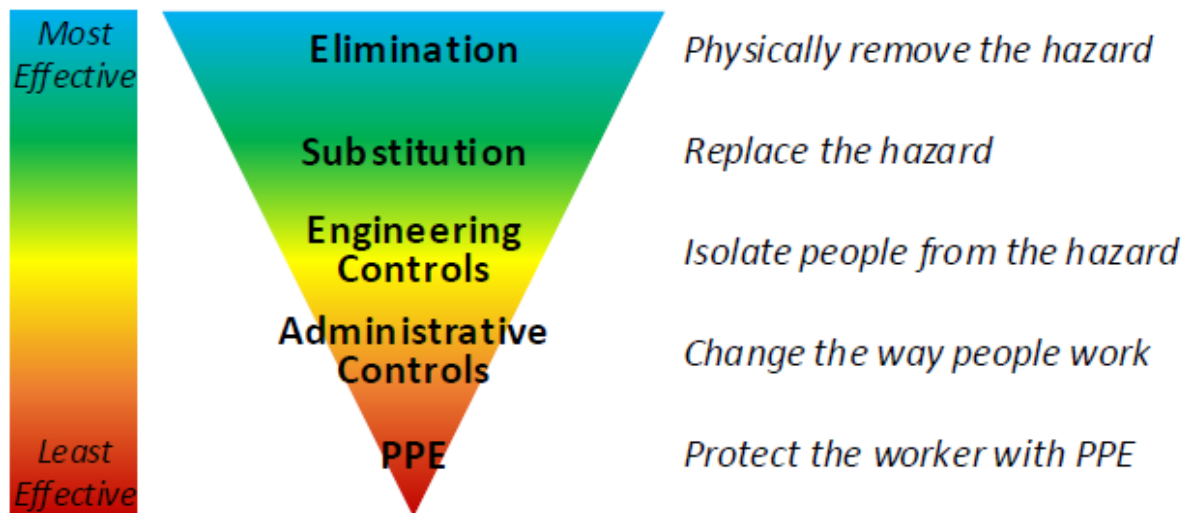 Most
Effective
Elimination
Physically remove the hazard
Substitution
Replace the hazard
Engineering
Controls
Isolate people from the hazard
Administrative
Controls
Change the way people work
Least
Effective
PPE
Protect the worker with PPE